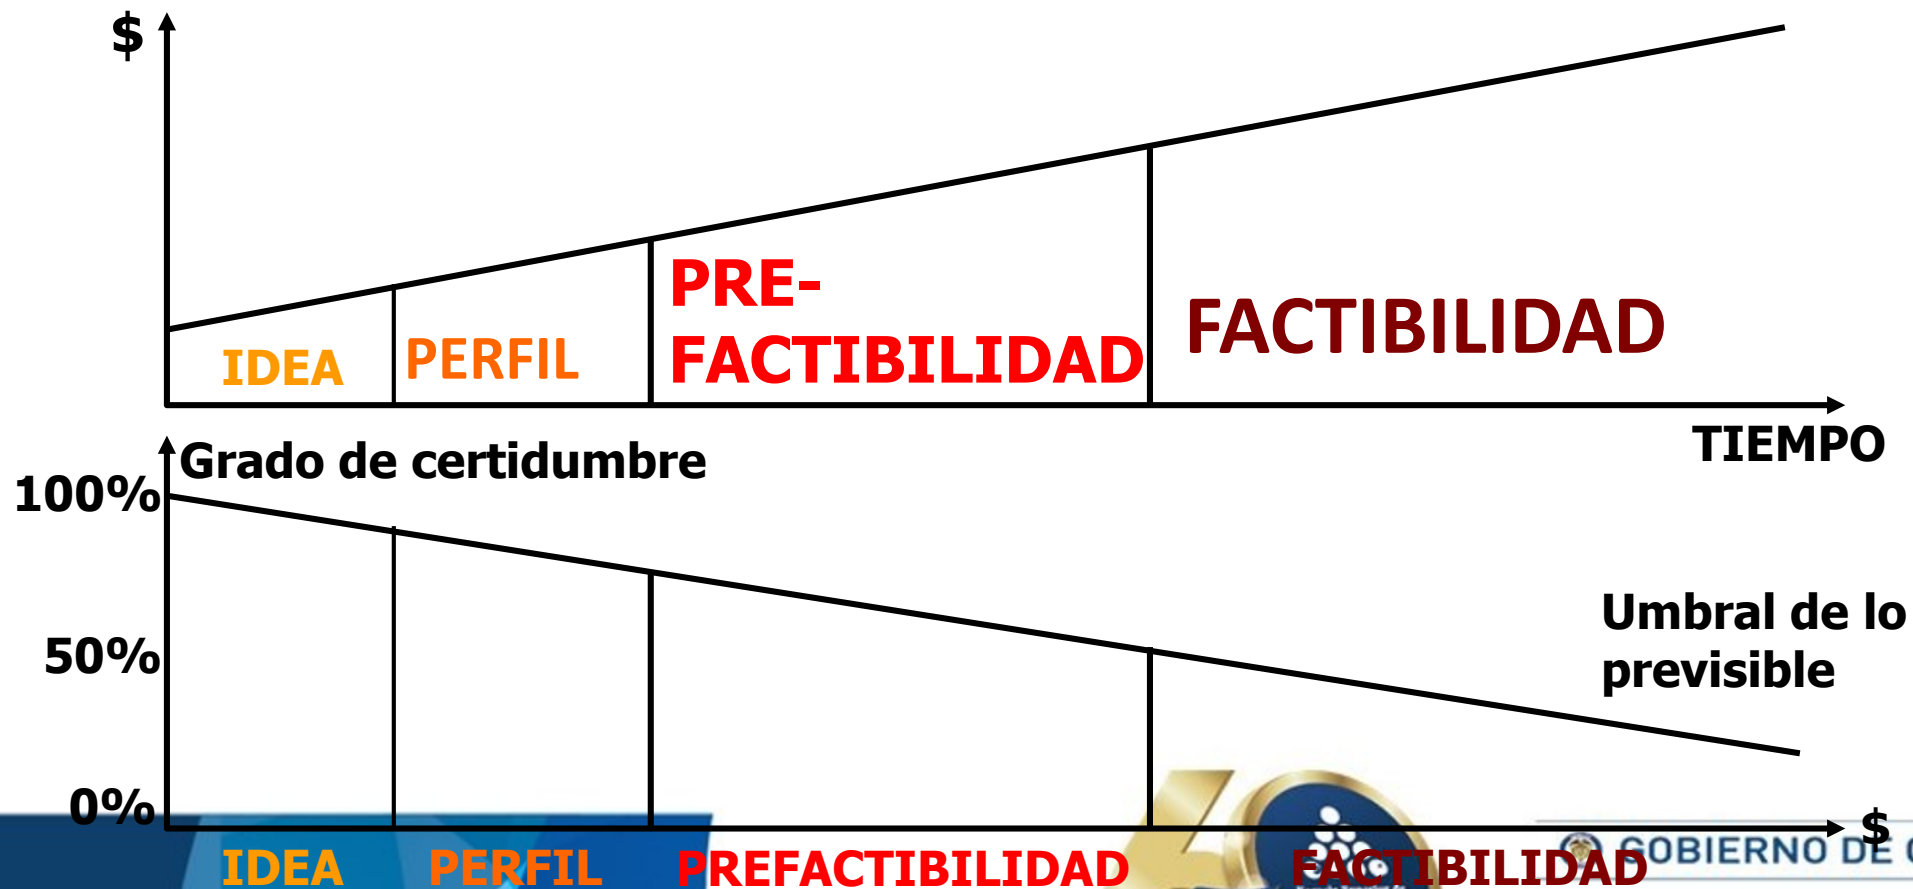 $
IDEA
PERFIL
PRE-
FACTIBILIDAD
FACTIBILIDAD
TIEMPO
Grado de certidumbre
100%
50%
0%
Umbral de lo
previsible
$
IDEA
PERFIL
PREFACTIBILIDAD
FACTIBILIDAD
GOBIERNO DE